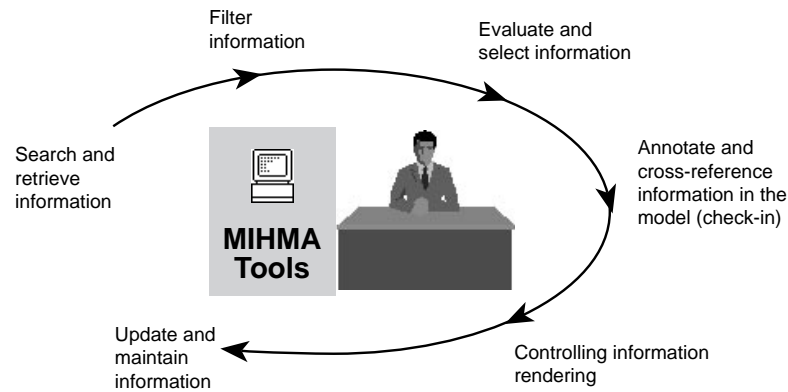 Filter
information
Evaluate and
select information
Search and
retrieve
information
Annotate and
cross-reference
information in the
model (check-in)
MIHMA
Tools
Update and
maintain
information
Controlling information
rendering